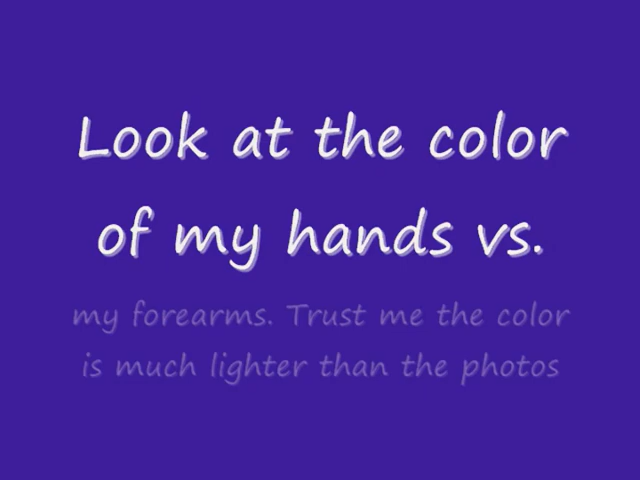 Look at the color
of my hands vs.
my forearms. Trust me the color
is much lighter than the photos